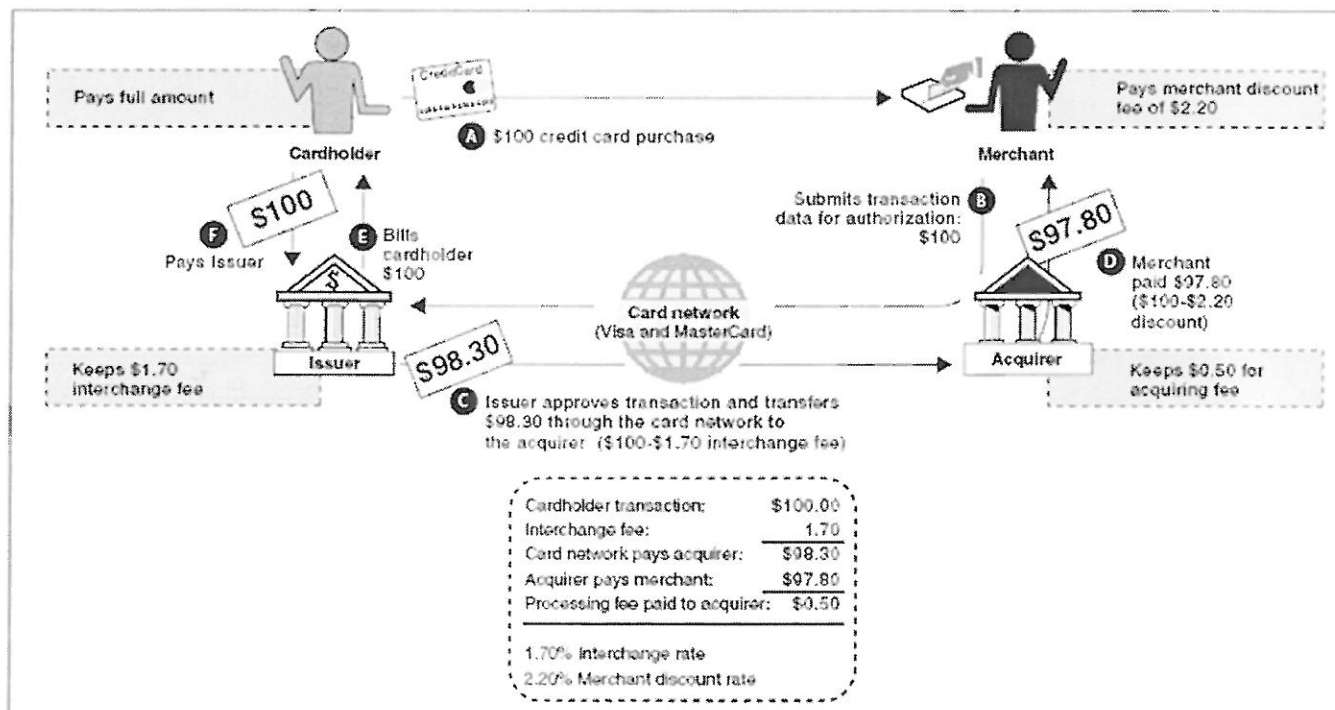 CreditCard
Pays full amount
A $100 credit card purchase
Pays merchant discount
fee of $2.20
Cardholder
Merchant
$100
F
Pays Issuer
E Bills
cardholder
$100
Submits transaction
data for authorization:
$100
B
$97.80
D Merchant
paid $97.80
($100-$2.20
discount)
$
Card network
(Visa and MasterCard)
Issuer
Keeps $1.70
interchange fee
$98.30
Acquirer
Keeps $0.50 for
acquiring fee
C Issuer approves transaction and transfers
$98.30 through the card network to
the acquirer ($100-$1.70 interchange fee)
Cardholder transaction: $100.00
Interchange fee: 1.70
Card network pays acquirer: $98.30
Acquirer pays merchant: $97.80
Processing fee paid to acquirer: $0.50
1.70% Interchange rate
2.20% Merchant discount rate